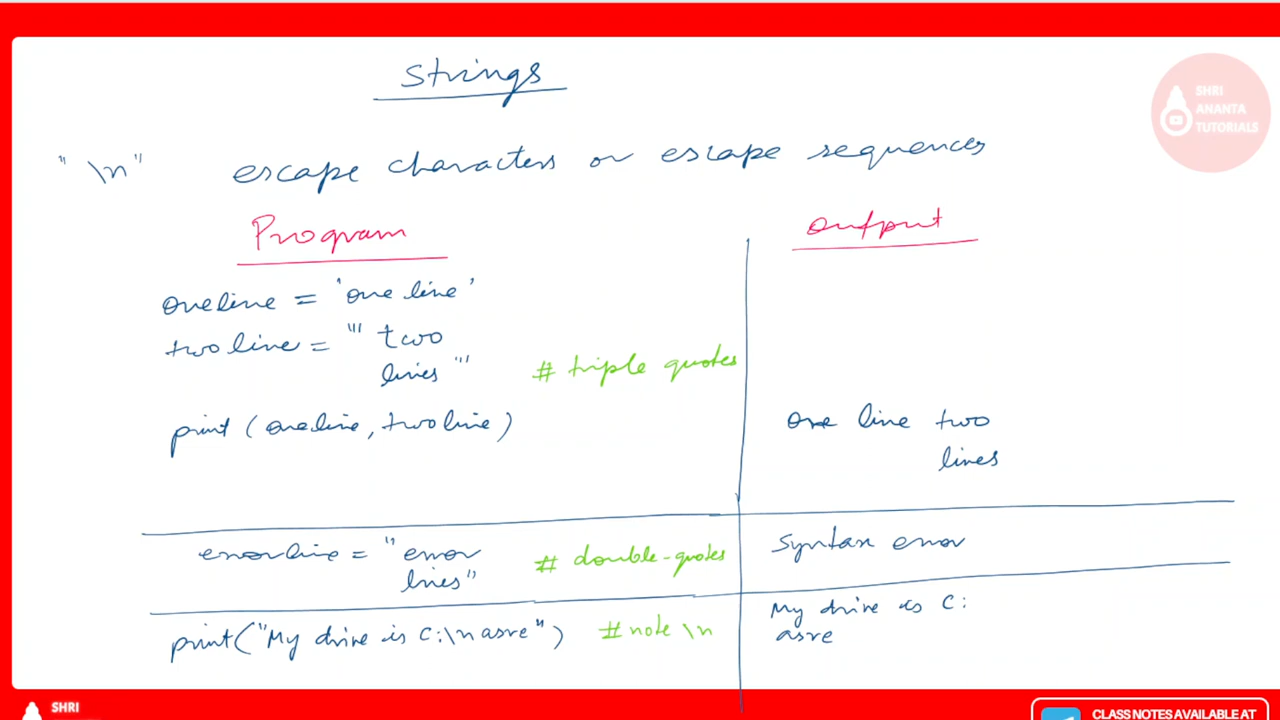 Strings
SHRI
ANANTA
TUTORIALS
"\n" escape characters or escape sequences
Program
output
oneline = 'one line'
twoline = ''' two
lines '''
# triple quotes
print (oneline, twoline)
one line two
lines
errorline = "error
lines"
# double-quotes
Syntax error
print("My drive is C:\nasre")
#note \n
My drive is C:
asre
SHRI
CLASS NOTES AVAILABLE AT